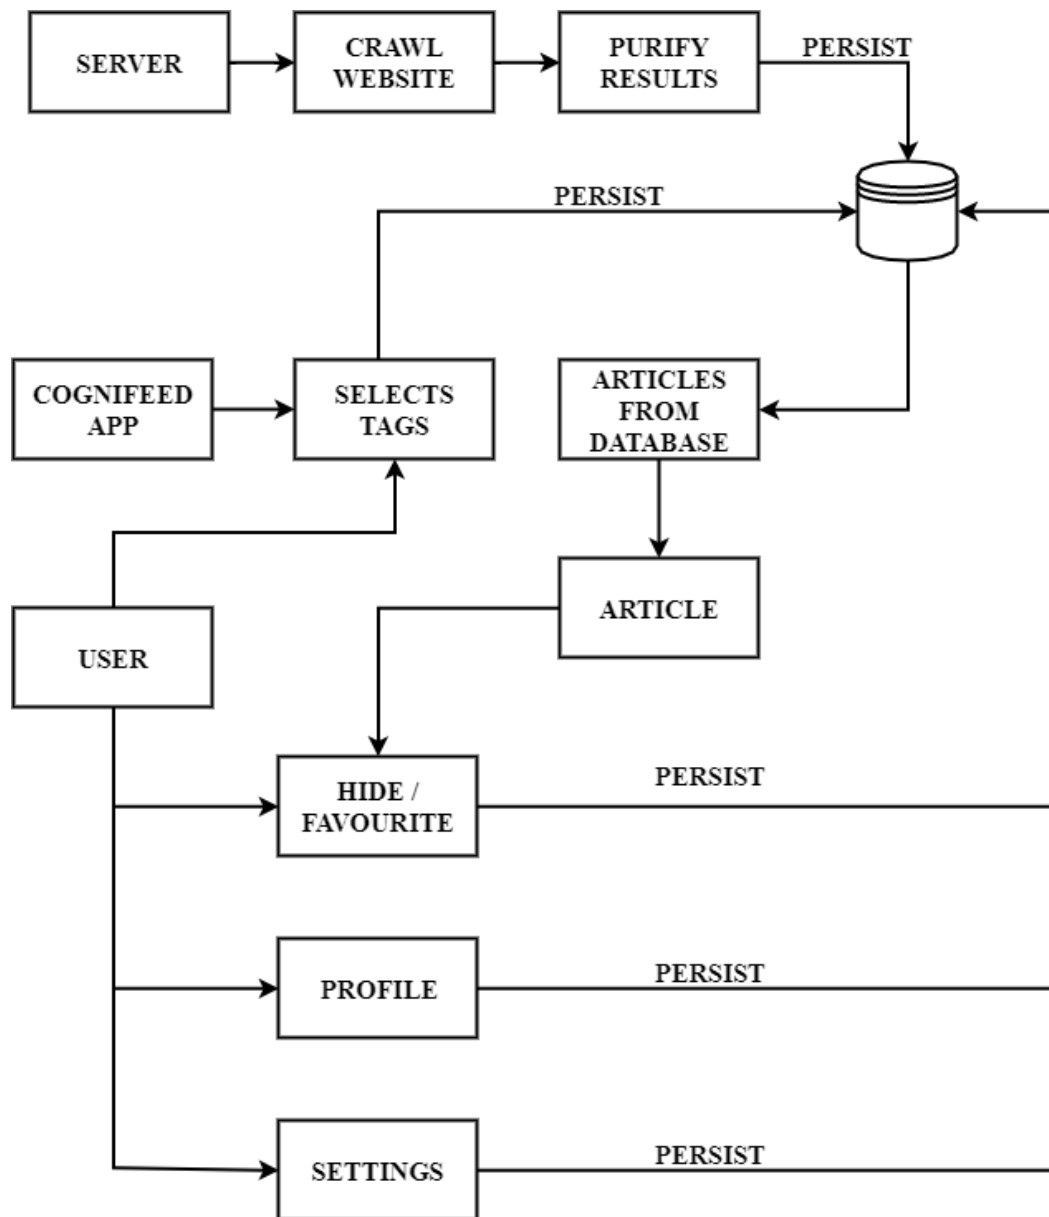 SERVER
CRAWL
WEBSITE
PURIFY
RESULTS
PERSIST
PERSIST
COGNIFEED
APP
SELECTS
TAGS
ARTICLES
FROM
DATABASE
USER
ARTICLE
HIDE /
FAVOURITE
PERSIST
PROFILE
PERSIST
SETTINGS
PERSIST